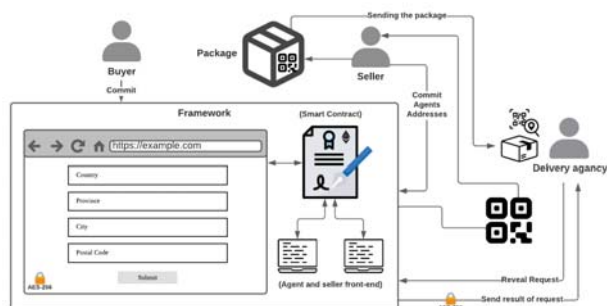 Sending the package
Package
Buyer
Seller
Commit
Commit
Agents
Addresses
Framework
(Smart Contract)
https://example.com
Country
Province
City
Postal Code
Submit
AES-256
(Agent and seller front-end)
Delivery agancy
Reveal Request
Send result of request